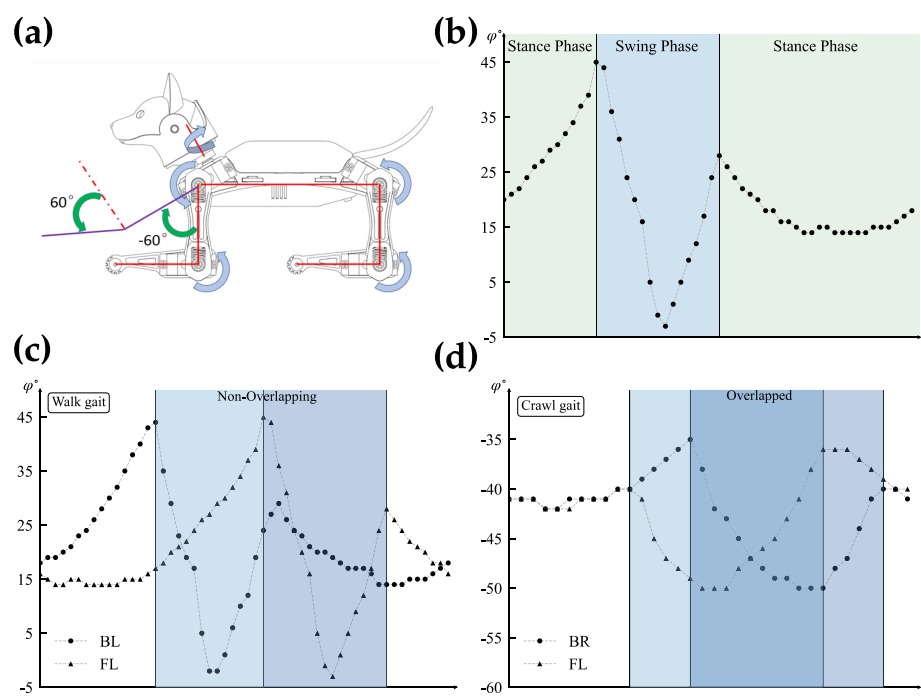 (a)
60°
-60°
(b)
φ°
Stance Phase
Swing Phase
Stance Phase
45
35
25
15
5
-5
(c)
φ°
Walk gait
Non-Overlapping
45
35
25
15
5
-5
BL
FL
(d)
φ°
Crawl gait
Overlapped
-35
-40
-45
-50
-55
-60
BR
FL